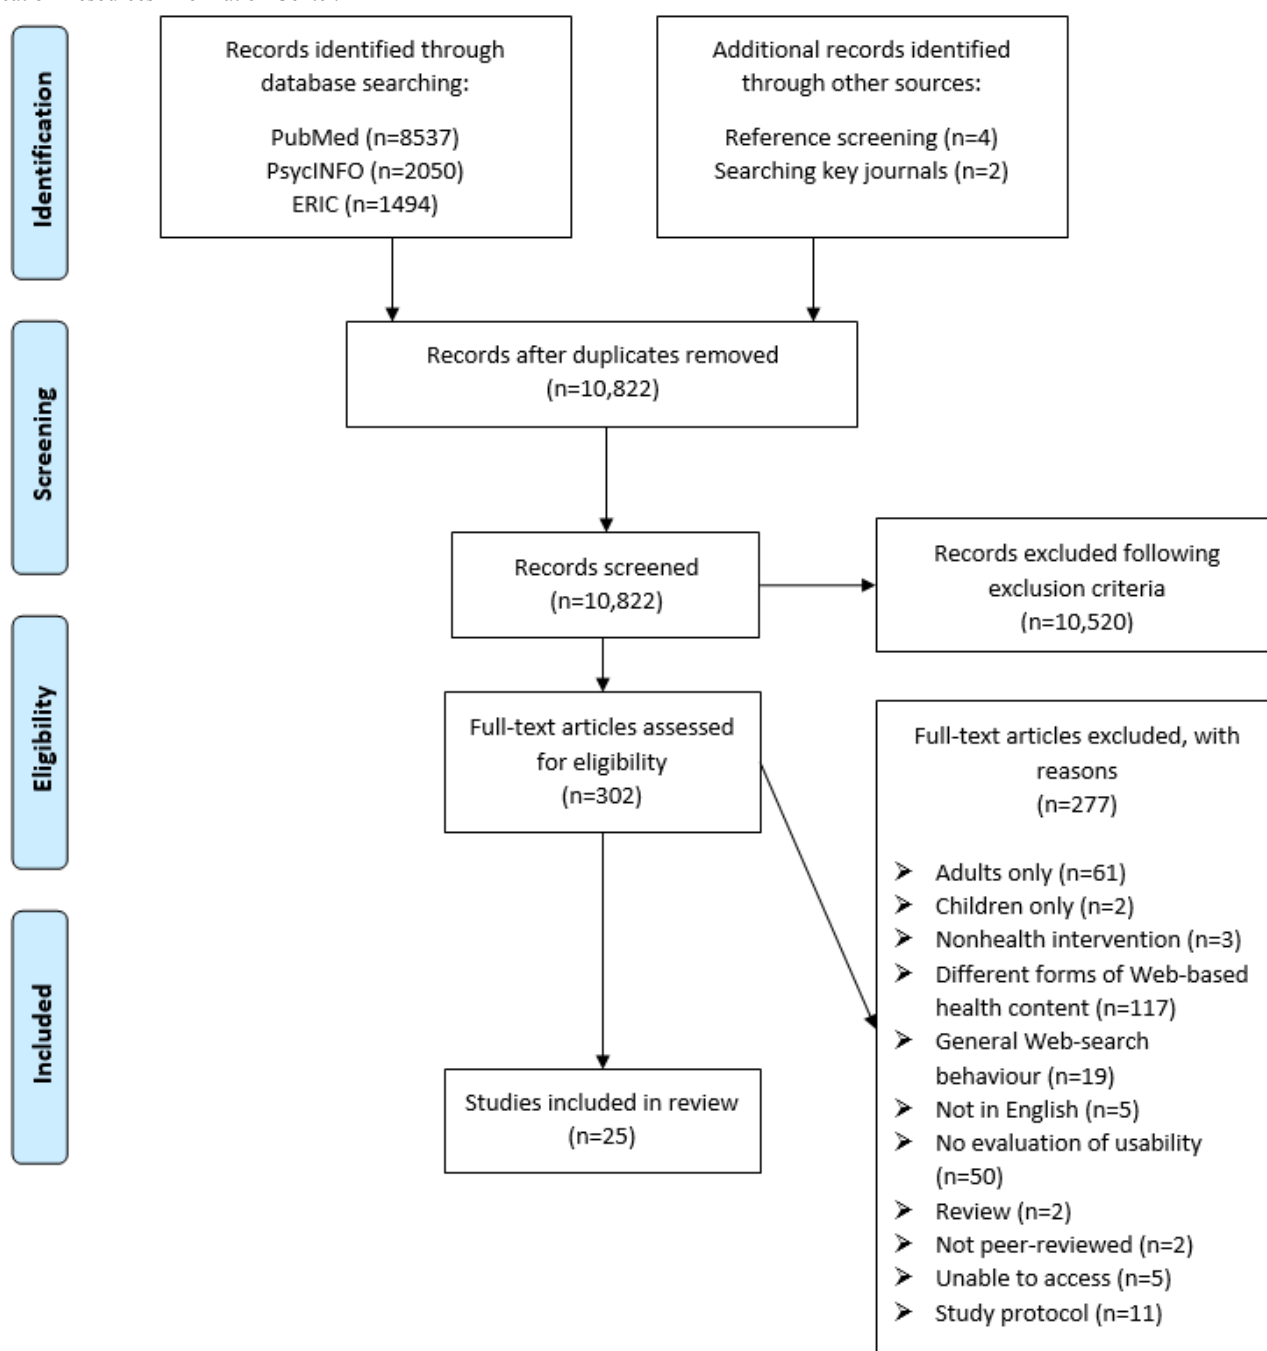 Identification
Records identified through
database searching:
PubMed (n=8537)
PsycINFO (n=2050)
ERIC (n=1494)
Additional records identified
through other sources:
Reference screening (n=4)
Searching key journals (n=2)
Screening
Records after duplicates removed
(n=10,822)
Records screened
(n=10,822)
Records excluded following
exclusion criteria
(n=10,520)
Eligibility
Full-text articles assessed
for eligibility
(n=302)
Full-text articles excluded, with
reasons
(n=277)
➢ Adults only (n=61)
➢ Children only (n=2)
➢ Nonhealth intervention (n=3)
➢ Different forms of Web-based
health content (n=117)
➢ General Web-search
behaviour (n=19)
➢ Not in English (n=5)
➢ No evaluation of usability
(n=50)
➢ Review (n=2)
➢ Not peer-reviewed (n=2)
➢ Unable to access (n=5)
➢ Study protocol (n=11)
Included
Studies included in review
(n=25)